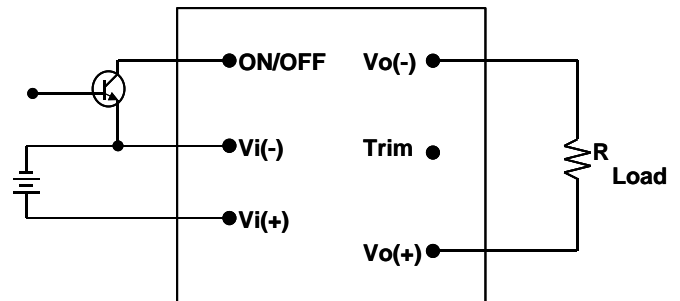 ON/OFF
Vi(-)
Vi(+)
Vo(-)
Trim
Vo(+)
R
Load